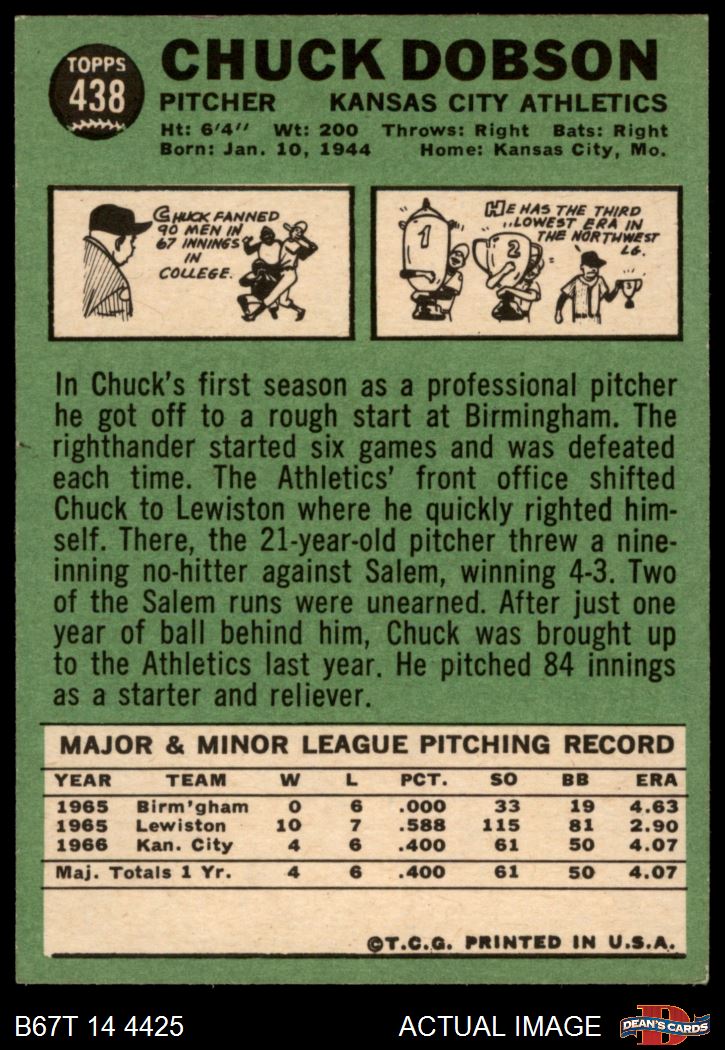 TOPPS
438
CHUCK DOBSON
PITCHER KANSAS CITY ATHLETICS
Ht: 6'4" Wt: 200 Throws: Right Bats: Right
Born: Jan. 10, 1944 Home: Kansas City, Mo.
CHUCK FANNED
90 MEN IN
67 INNINGS
IN
COLLEGE.
1
2
HE HAS THE THIRD
..LOWEST ERA IN
THE NORTHWEST
LG.
3
In Chuck's first season as a professional pitcher
he got off to a rough start at Birmingham. The
righthander started six games and was defeated
each time. The Athletics' front office shifted
Chuck to Lewiston where he quickly righted him-
self. There, the 21-year-old pitcher threw a nine-
inning no-hitter against Salem, winning 4-3. Two
of the Salem runs were unearned. After just one
year of ball behind him, Chuck was brought up
to the Athletics last year. He pitched 84 innings
as a starter and reliever.
MAJOR & MINOR LEAGUE PITCHING RECORD
YEAR TEAM W L PCT. SO BB ERA
1965 Birm'gham 0 6 .000 33 19 4.63
1965 Lewiston 10 7 .588 115 81 2.90
1966 Kan. City 4 6 .400 61 50 4.07
Maj. Totals 1 Yr. 4 6 .400 61 50 4.07
©T.C.G. PRINTED IN U.S.A.
B67T 14 4425 ACTUAL IMAGE
DEAN'S CARDS